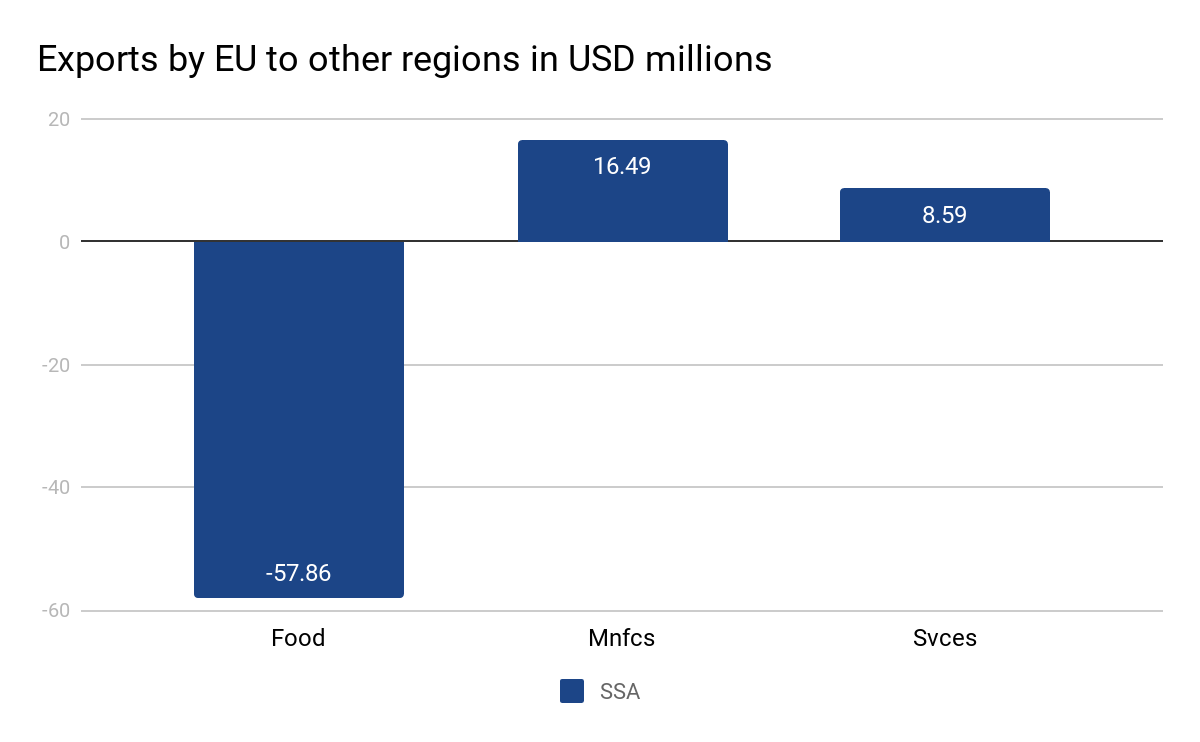 Exports by EU to other regions in USD millions
20
16.49
8.59
0
-20
-40
-57.86
-60
Food Mnfcs Svces
SSA